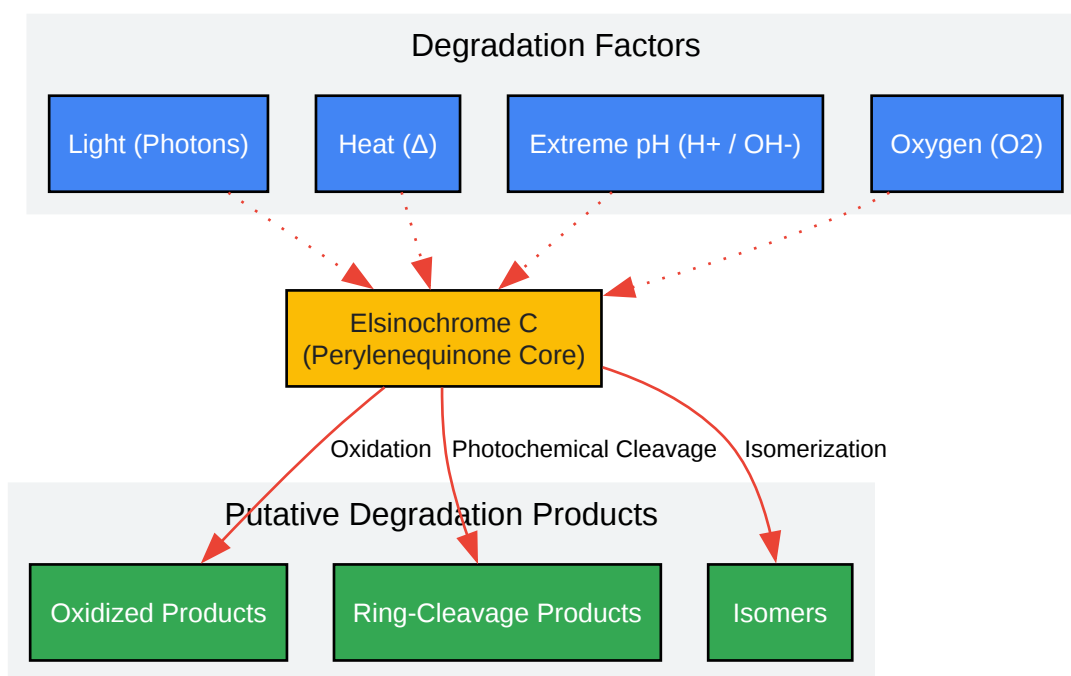 Degradation Factors
Light (Photons)
Heat (Δ)
Extreme pH (H+ / OH-)
Oxygen (O2)
Elsinochrome C
(Perylenequinone Core)
Oxidation
Photochemical Cleavage
Isomerization
Putative Degradation Products
Oxidized Products
Ring-Cleavage Products
Isomers